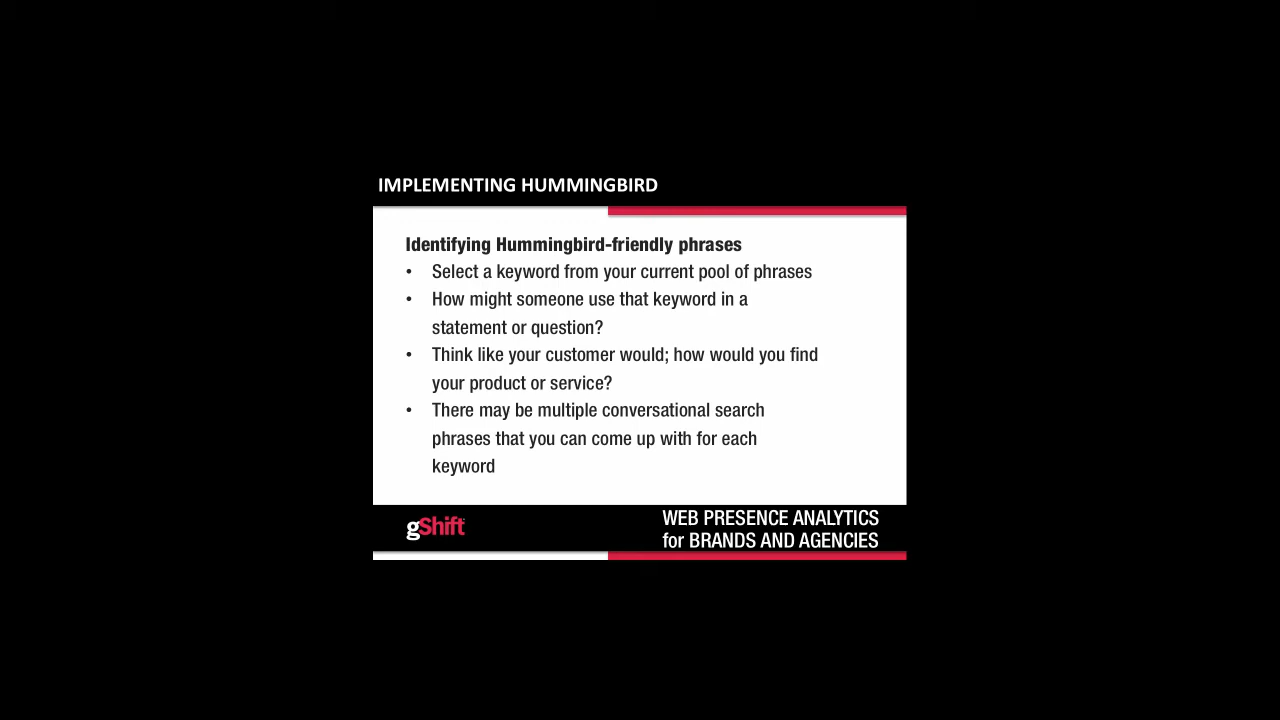 IMPLEMENTING HUMMINGBIRD
Identifying Hummingbird-friendly phrases
• Select a keyword from your current pool of phrases
• How might someone use that keyword in a
statement or question?
• Think like your customer would; how would you find
your product or service?
• There may be multiple conversational search
phrases that you can come up with for each
keyword
gShift
WEB PRESENCE ANALYTICS
for BRANDS AND AGENCIES